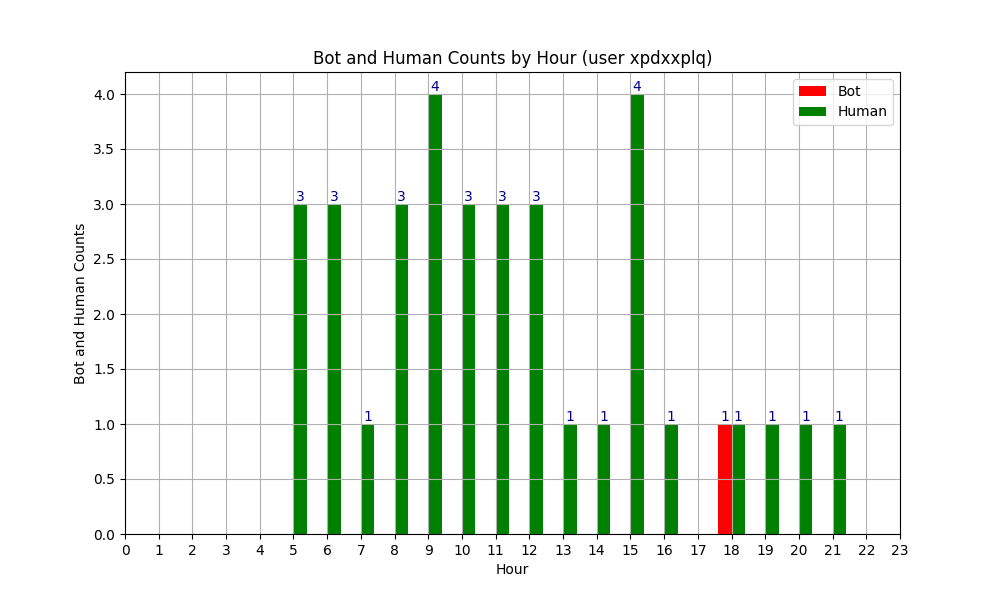 Bot and Human Counts by Hour (user xpdxxplq)
Bot
Human
Bot and Human Counts
4.0
3.5
3.0
2.5
2.0
1.5
1.0
0.5
0.0
3 3 1 3 4 3 3 3 1 1 4 1 1 1 1 1 1
0 1 2 3 4 5 6 7 8 9 10 11 12 13 14 15 16 17 18 19 20 21 22 23
Hour